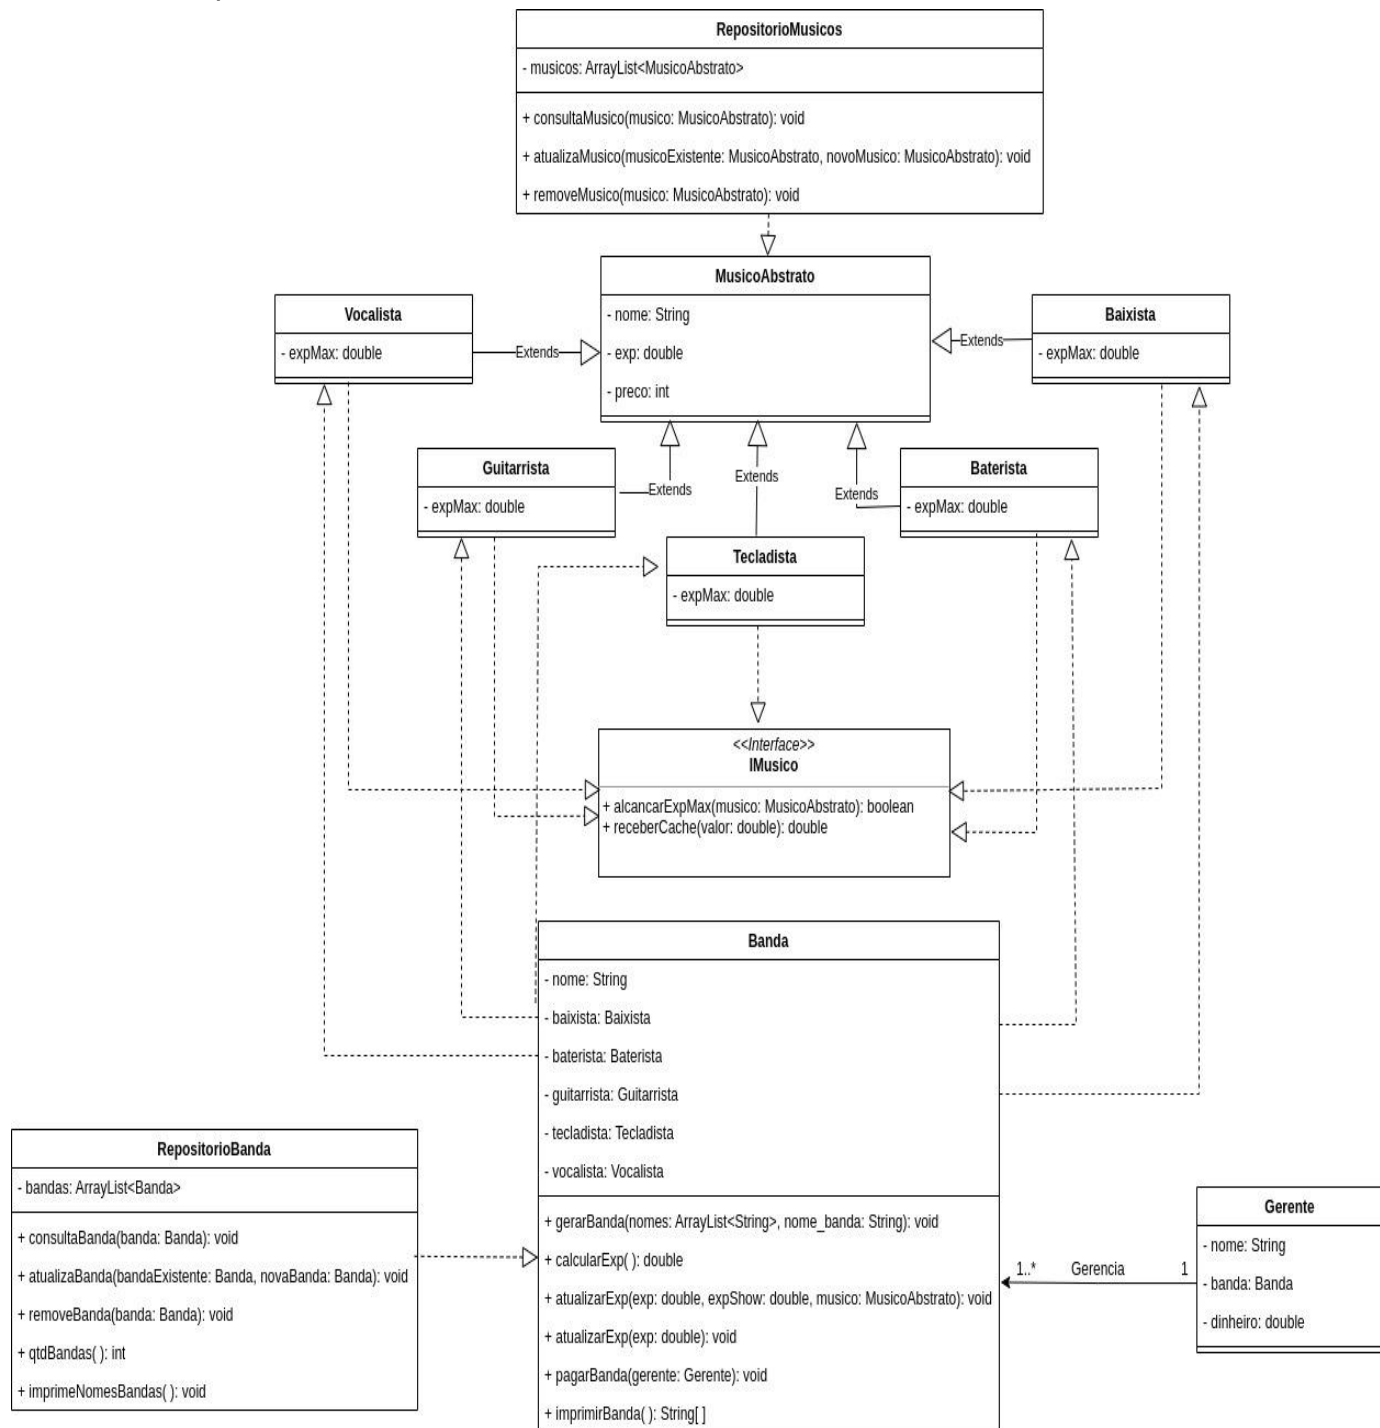 RepositorioMusicos
- musicos: ArrayList<MusicoAbstrato>
+ consultaMusico(musico: MusicoAbstrato): void
+ atualizaMusico(musicoExistente: MusicoAbstrato, novoMusico: MusicoAbstrato): void
+ removeMusico(musico: MusicoAbstrato): void
MusicoAbstrato
- nome: String
- exp: double
- preco: int
Vocalista
- expMax: double
Extends
Baixista
- expMax: double
Extends
Guitarrista
- expMax: double
Extends
Extends
Extends
Baterista
- expMax: double
Tecladista
- expMax: double
<<Interface>>
IMusico
+ alcancarExpMax(musico: MusicoAbstrato): boolean
+ receberCache(valor: double): double
Banda
- nome: String
- baixista: Baixista
- baterista: Baterista
- guitarrista: Guitarrista
- tecladista: Tecladista
- vocalista: Vocalista
+ gerarBanda(nomes: ArrayList<String>, nome_banda: String): void
+ calcularExp( ): double
+ atualizarExp(exp: double, expShow: double, musico: MusicoAbstrato): void
+ atualizarExp(exp: double): void
+ pagarBanda(gerente: Gerente): void
+ imprimirBanda( ): String[ ]
RepositorioBanda
- bandas: ArrayList<Banda>
+ consultaBanda(banda: Banda): void
+ atualizaBanda(bandaExistente: Banda, novaBanda: Banda): void
+ removeBanda(banda: Banda): void
+ qtdBandas( ): int
+ imprimeNomesBandas( ): void
1..* Gerencia 1
Gerente
- nome: String
- banda: Banda
- dinheiro: double